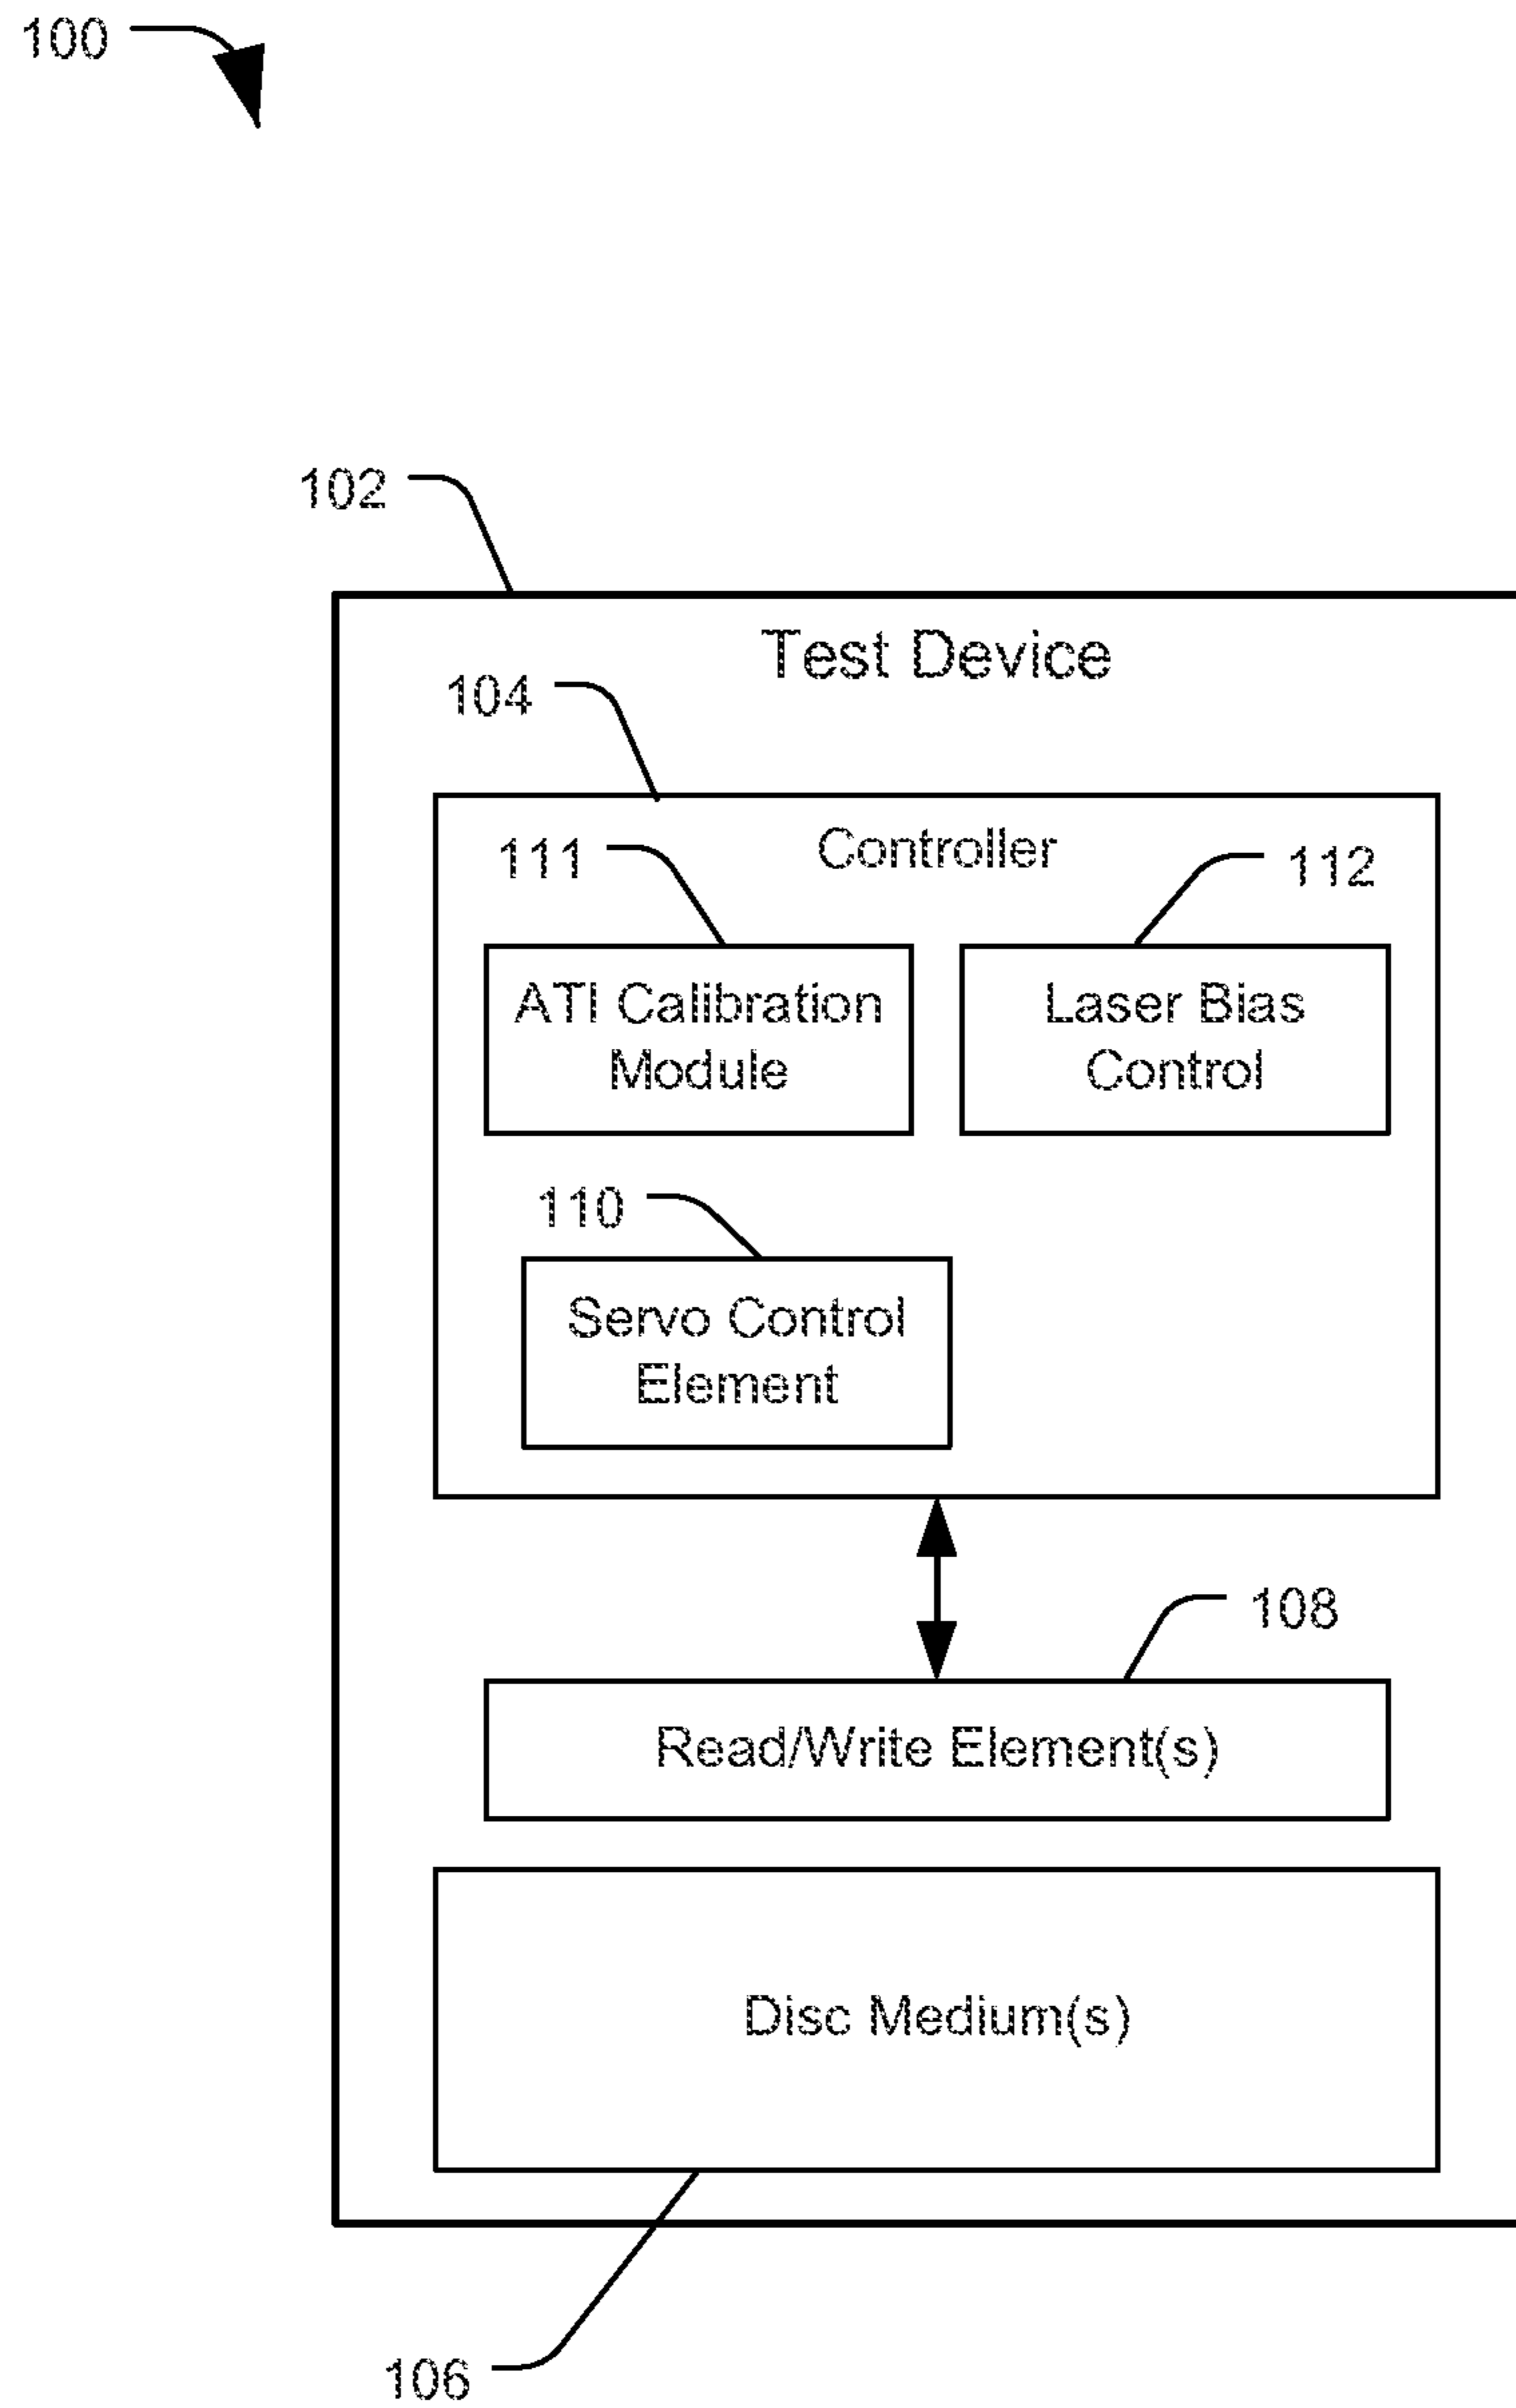 100
102
Test Device
104
Controller
111
112
ATI Calibration
Module
Laser Bias
Control
110
Servo Control
Element
108
Read/Write Element(s)
Disc Medium(s)
106